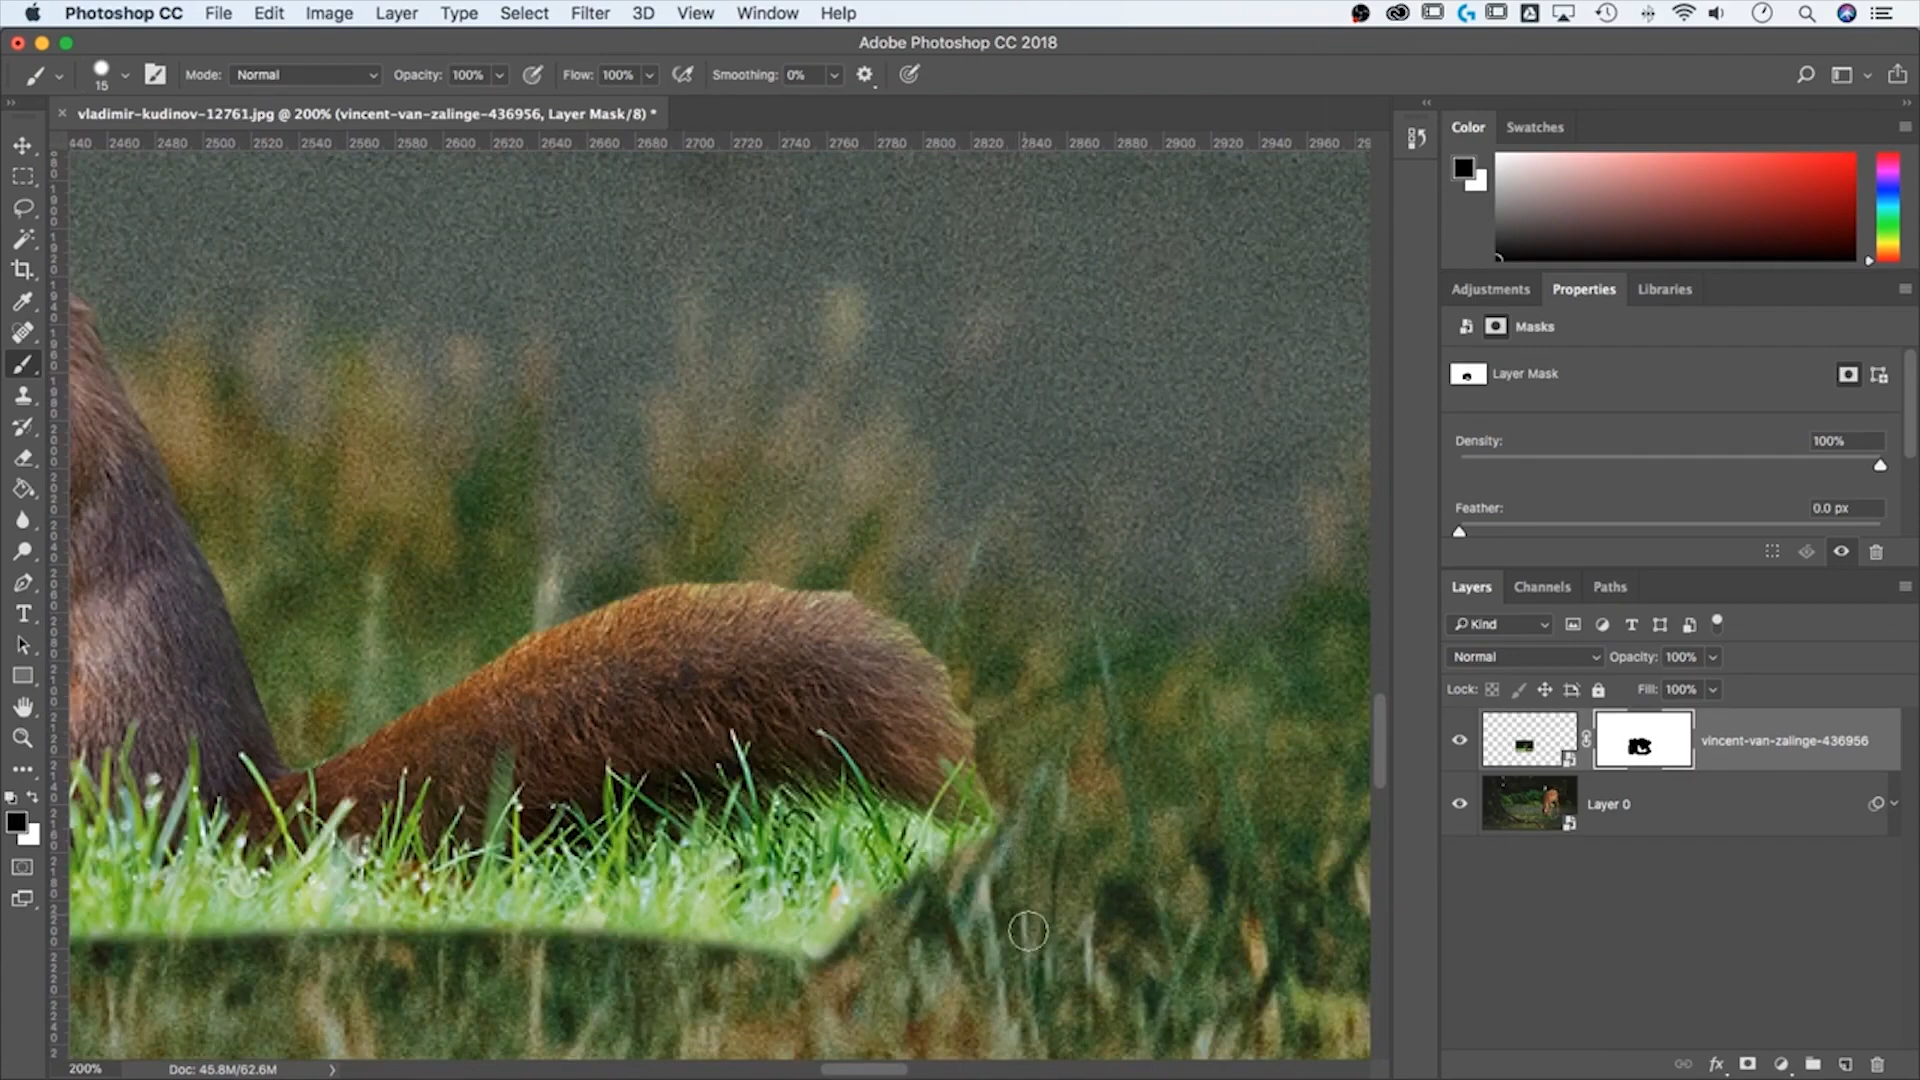 Photoshop CC File Edit Image Layer Type Select Filter 3D View Window Help
Adobe Photoshop CC 2018
15 Mode: Normal Opacity: 100% Flow: 100% Smoothing: 0%
× vladimir-kudinov-12761.jpg @ 200% (vincent-van-zalinge-436956, Layer Mask/8) *
440 2460 2480 2500 2520 2540 2560 2580 2600 2620 2640 2660 2680 2700 2720 2740 2760 2780 2800 2820 2840 2860 2880 2900 2920 2940 2960 29
Color Swatches
Adjustments Properties Libraries
Masks
Layer Mask
Density: 100%
Feather: 0.0 px
Layers Channels Paths
Kind
Normal Opacity: 100%
Lock: Fill: 100%
vincent-van-zalinge-436956
Layer 0
200% Doc: 45.8M/62.6M
fx